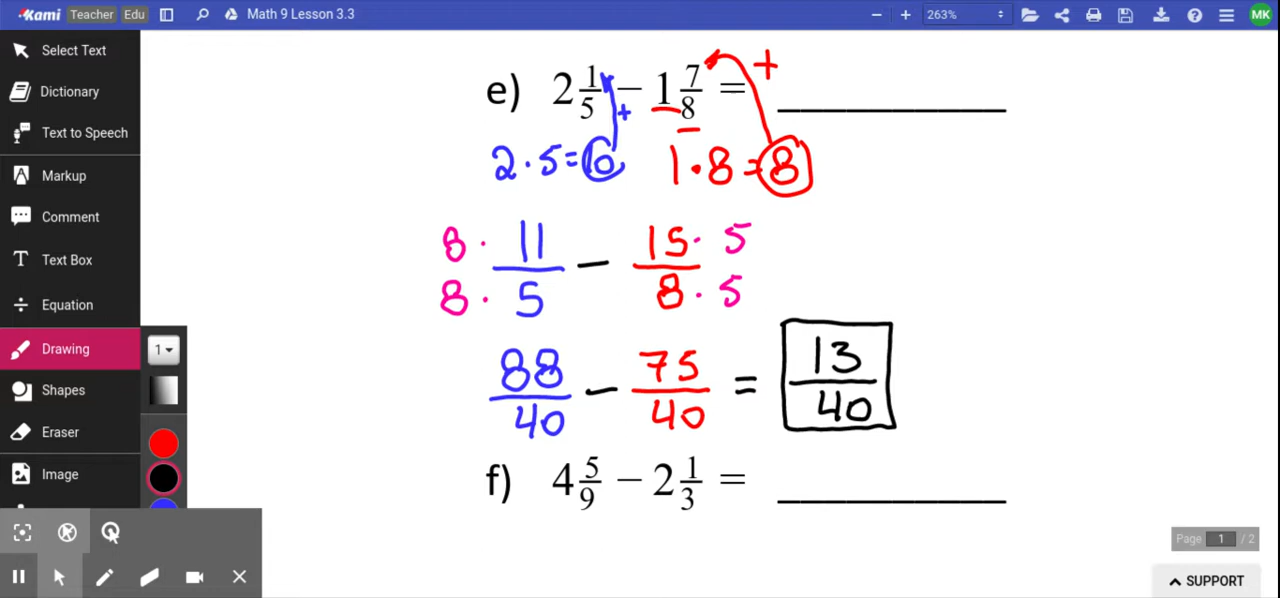 Kami Teacher Edu Math 9 Lesson 3.3 − + 263% MK
Select Text
Dictionary
Text to Speech
Markup
Comment
Text Box
Equation
Drawing
1
Shapes
Eraser
Image
e) 2 1/5 − 1 7/8 = ____________
+ +
2 · 5 = 10 1 · 8 = 8
8 · 11 / 8 · 5 − 15 · 5 / 8 · 5
88/40 − 75/40 = 13/40
f) 4 5/9 − 2 1/3 = ____________
Page 1 / 2
SUPPORT